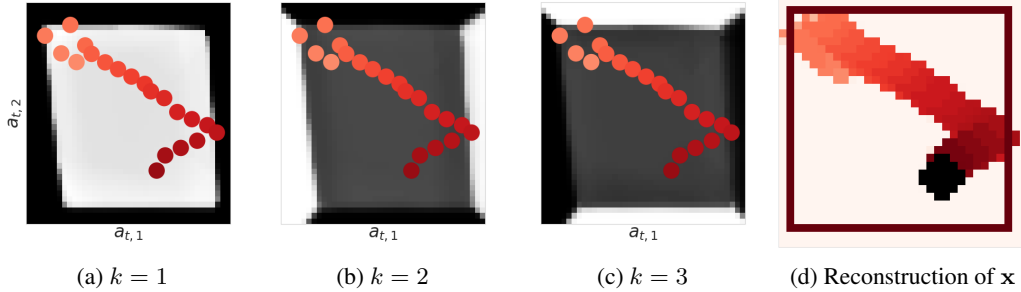 a_{t,2}
a_{t,1}
a_{t,1}
a_{t,1}
(a) k = 1
(b) k = 2
(c) k = 3
(d) Reconstruction of x